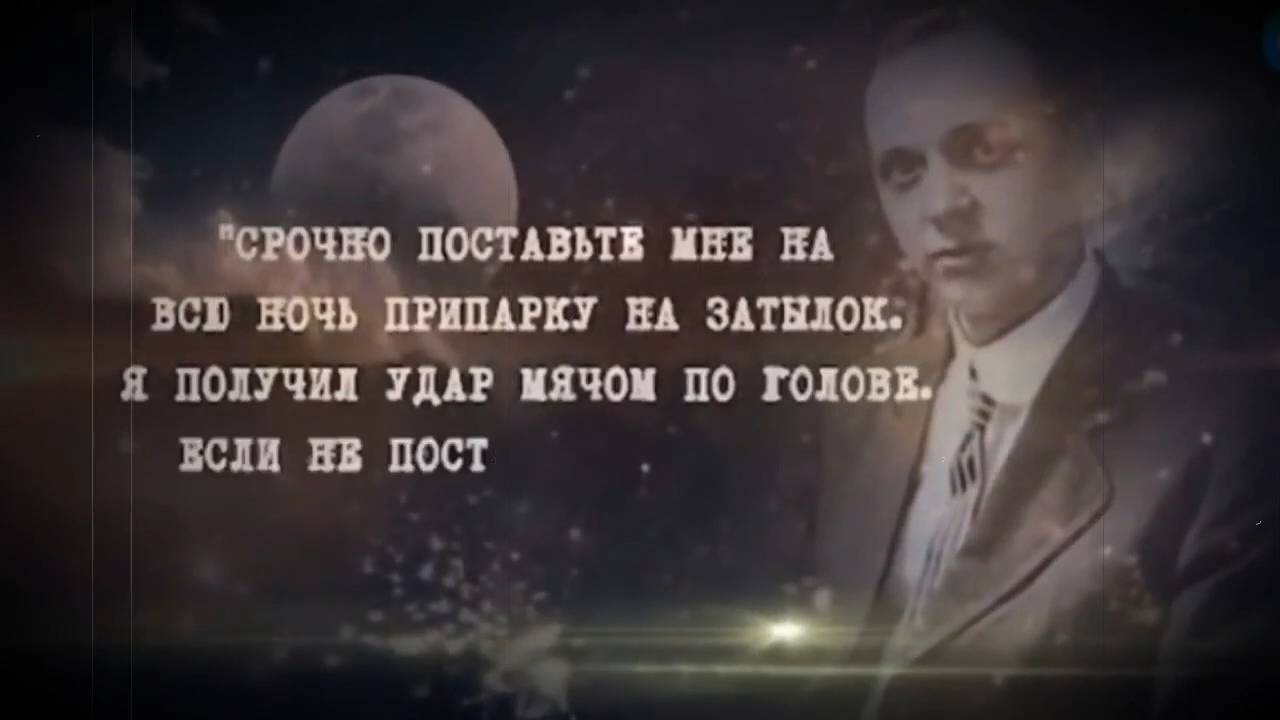 "СРОЧНО ПОСТАВЬТЕ МНЕ НА
ВСЮ НОЧЬ ПРИПАРКУ НА ЗАТЫЛОК.
Я ПОЛУЧИЛ УДАР МЯЧОМ ПО ГОЛОВЕ.
ЕСЛИ НЕ ПОСТ